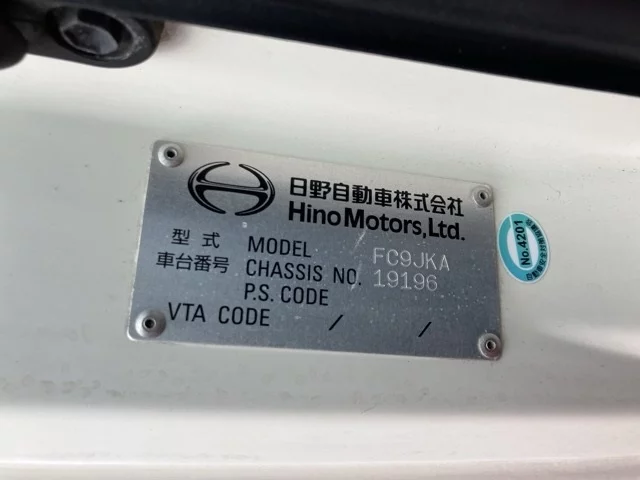 日野自動車株式会社
Hino Motors, Ltd.
型式 MODEL FC9JKA
車台番号 CHASSIS NO. 19196
P.S. CODE
VTA CODE / /
No.4201